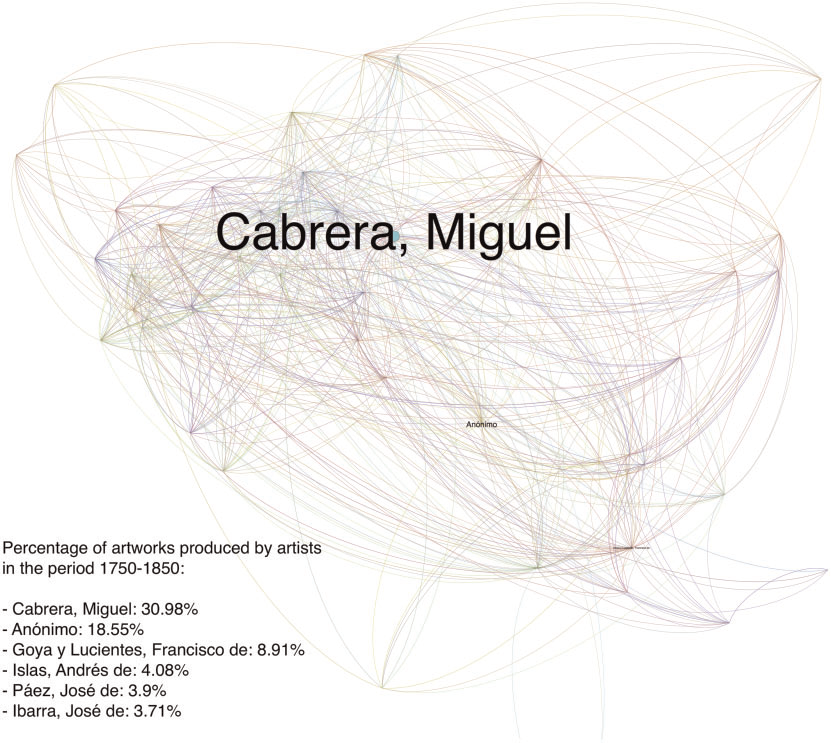 Cabrera, Miguel
Anónimo
Percentage of artworks produced by artists
in the period 1750-1850:
- Cabrera, Miguel: 30.98%
- Anónimo: 18.55%
- Goya y Lucientes, Francisco de: 8.91%
- Islas, Andrés de: 4.08%
- Páez, José de: 3.9%
- Ibarra, José de: 3.71%